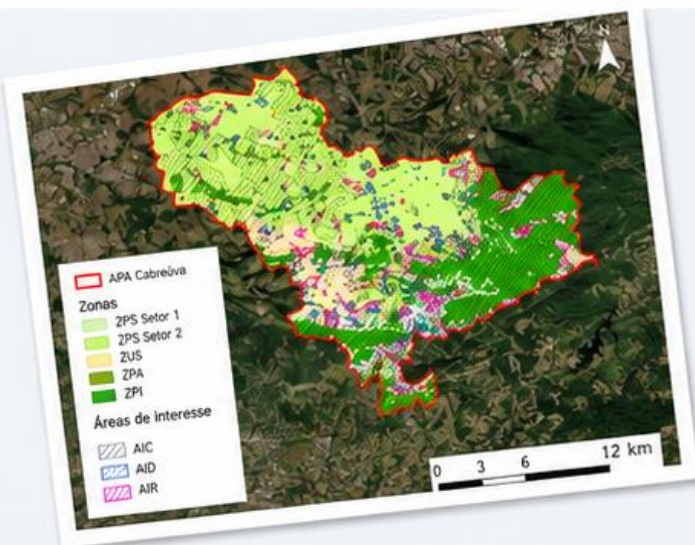 N
APA Cabreúva
Zonas
ZPS Setor 1
ZPS Setor 2
ZUS
ZPA
ZPI
Áreas de interesse
AIC
AID
AIR
0 3 6 12 km